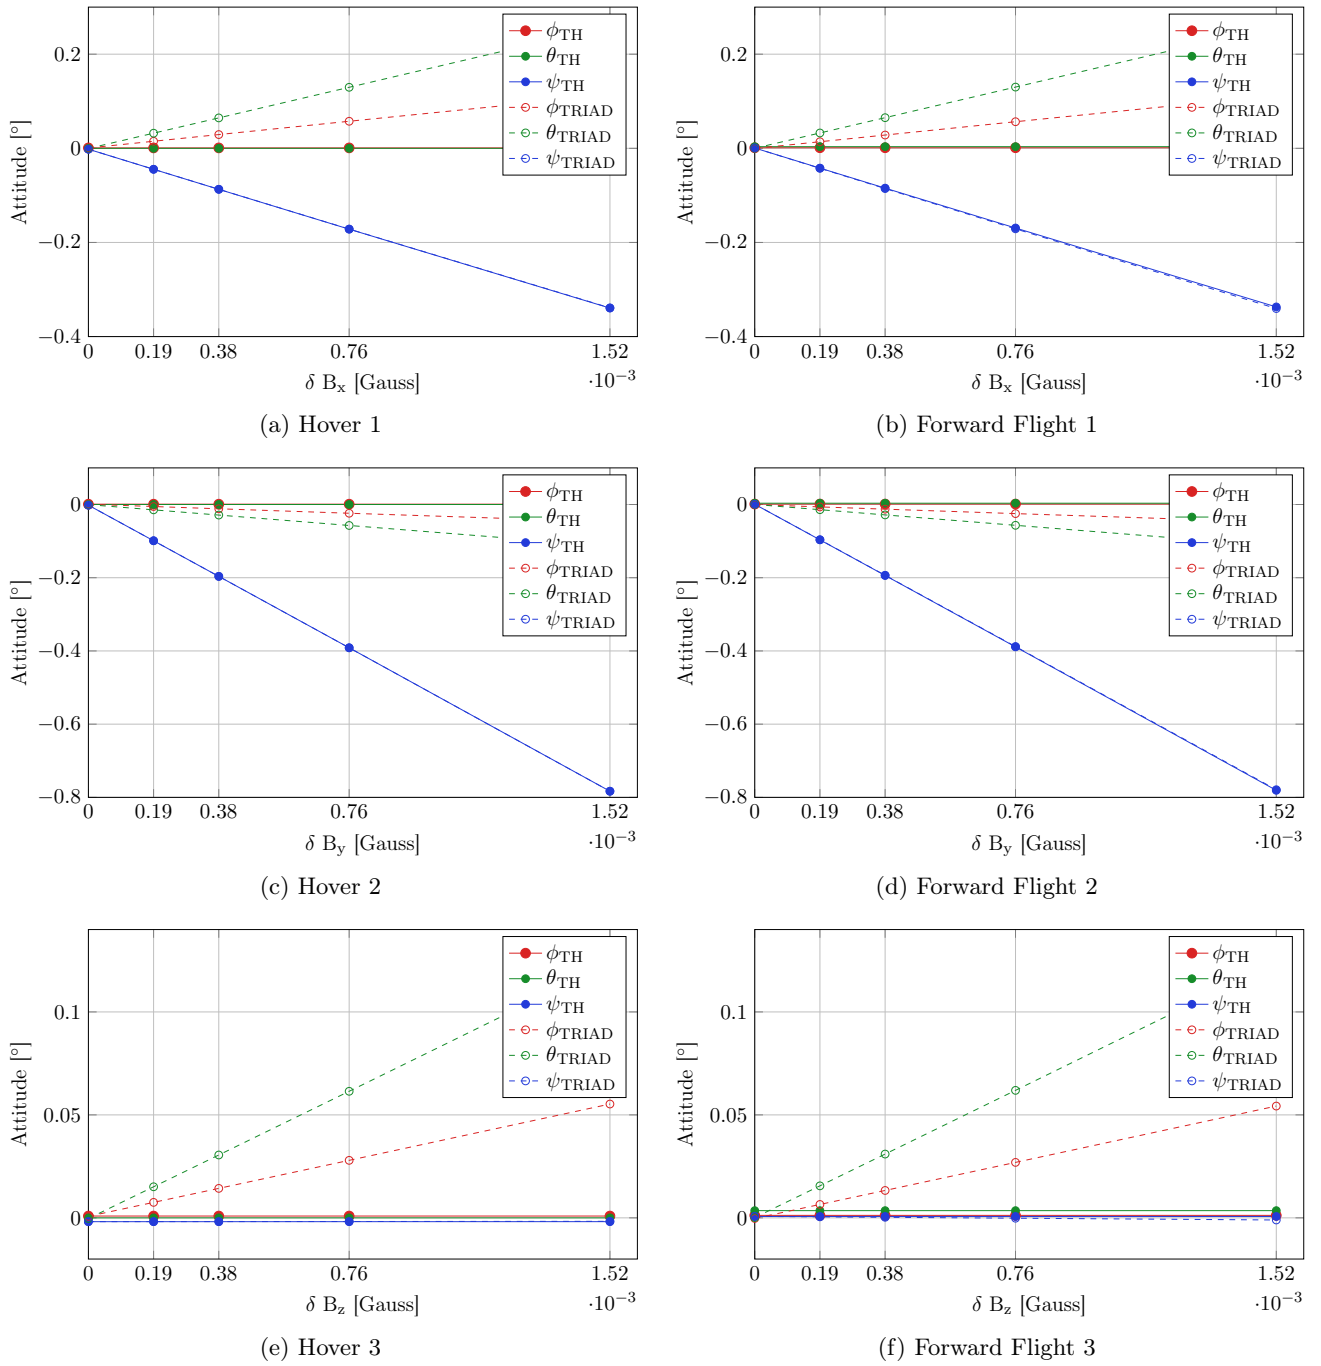 0.2
0
−0.2
−0.4
Attitude [°]
0 0.19 0.38 0.76 1.52
·10⁻³
δ Bₓ [Gauss]
ϕTH
θTH
ψTH
ϕTRIAD
θTRIAD
ψTRIAD
(a) Hover 1
0.2
0
−0.2
−0.4
Attitude [°]
0 0.19 0.38 0.76 1.52
·10⁻³
δ Bₓ [Gauss]
ϕTH
θTH
ψTH
ϕTRIAD
θTRIAD
ψTRIAD
(b) Forward Flight 1
0
−0.2
−0.4
−0.6
−0.8
Attitude [°]
0 0.19 0.38 0.76 1.52
·10⁻³
δ By [Gauss]
ϕTH
θTH
ψTH
ϕTRIAD
θTRIAD
ψTRIAD
(c) Hover 2
0
−0.2
−0.4
−0.6
−0.8
Attitude [°]
0 0.19 0.38 0.76 1.52
·10⁻³
δ By [Gauss]
ϕTH
θTH
ψTH
ϕTRIAD
θTRIAD
ψTRIAD
(d) Forward Flight 2
0.1
0.05
0
Attitude [°]
0 0.19 0.38 0.76 1.52
·10⁻³
δ Bz [Gauss]
ϕTH
θTH
ψTH
ϕTRIAD
θTRIAD
ψTRIAD
(e) Hover 3
0.1
0.05
0
Attitude [°]
0 0.19 0.38 0.76 1.52
·10⁻³
δ Bz [Gauss]
ϕTH
θTH
ψTH
ϕTRIAD
θTRIAD
ψTRIAD
(f) Forward Flight 3